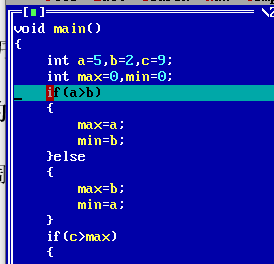 void main()
{
    int a=5,b=2,c=9;
    int max=0,min=0;
    if(a>b)
    {
        max=a;
        min=b;
    }else
    {
        max=b;
        min=a;
    }
    if(c>max)
    {